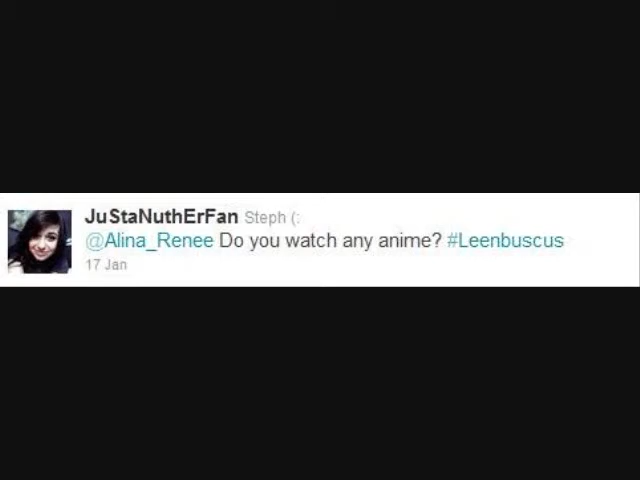 JuStaNuthErFan Steph (:
@Alina_Renee Do you watch any anime? #Leenbuscus
17 Jan